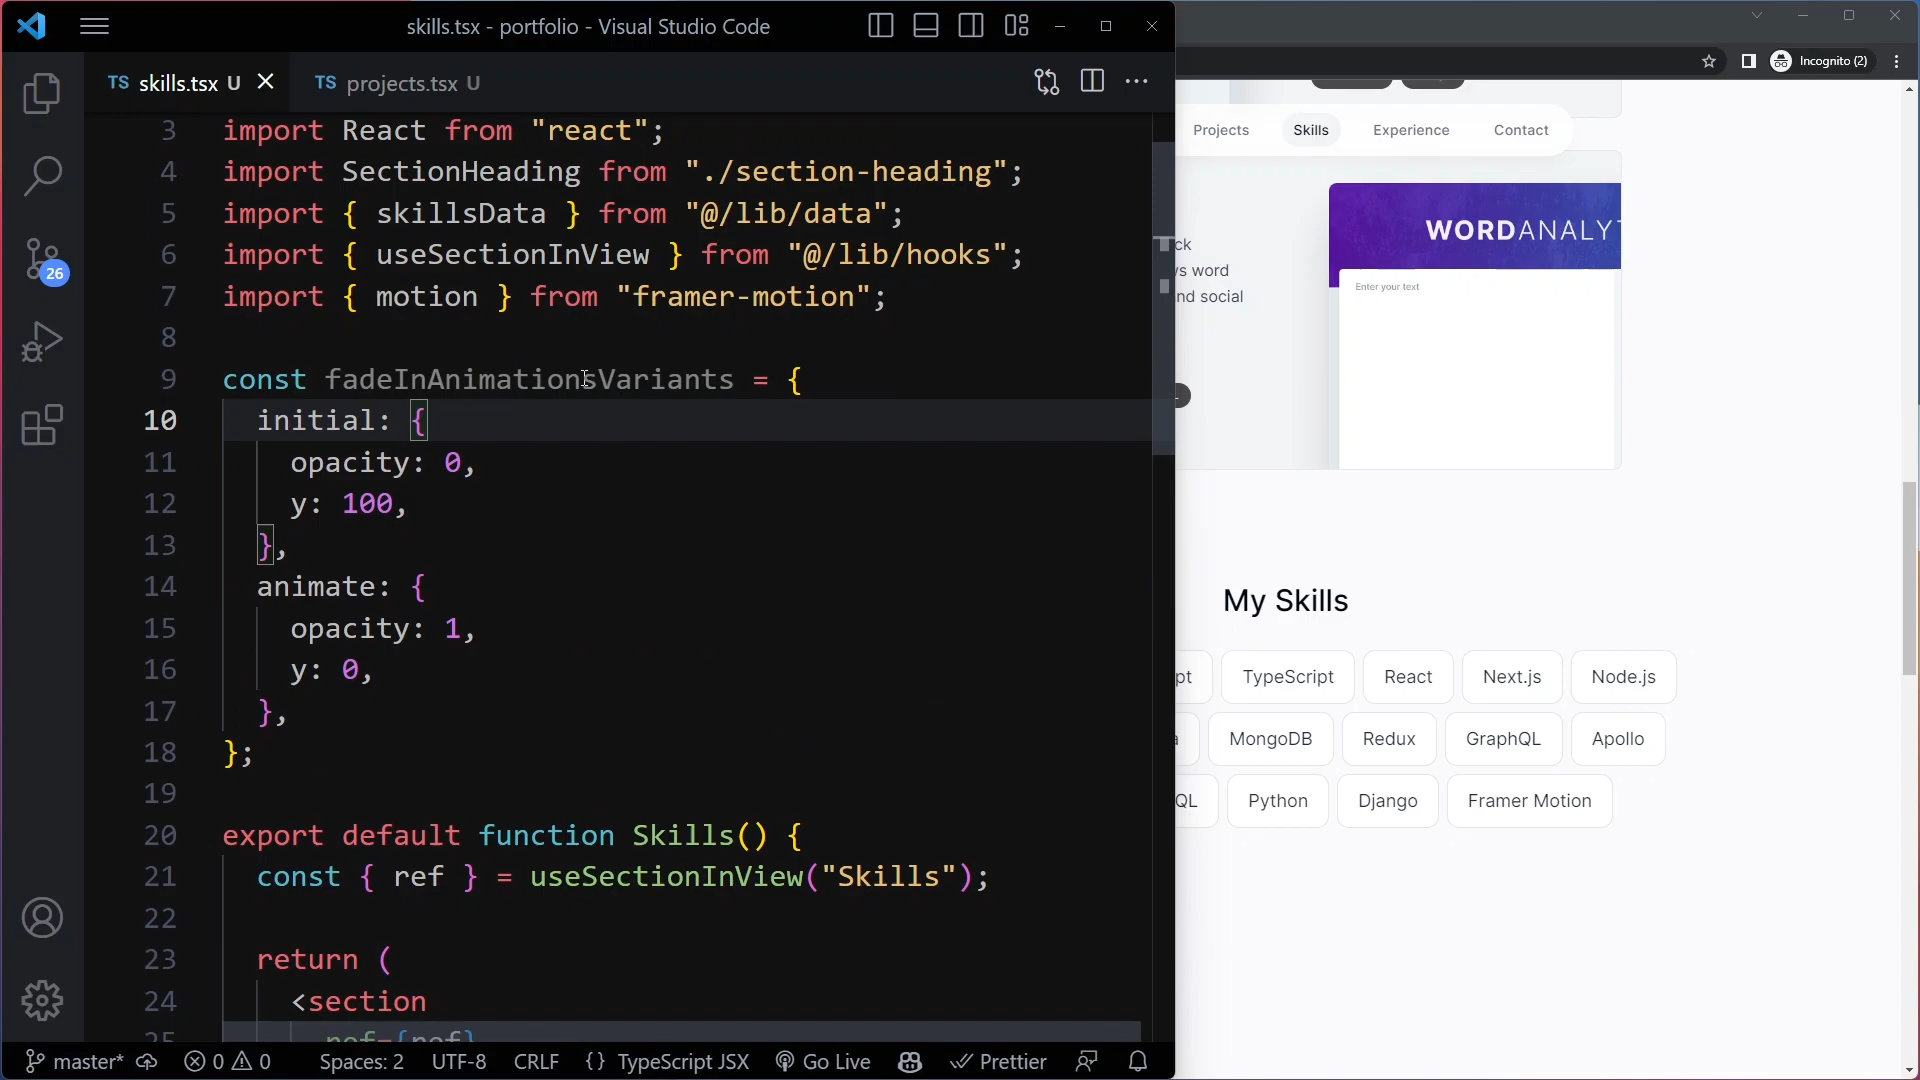 skills.tsx - portfolio - Visual Studio Code
TS skills.tsx U
TS projects.tsx U
3 import React from "react";
4 import SectionHeading from "./section-heading";
5 import { skillsData } from "@/lib/data";
6 import { useSectionInView } from "@/lib/hooks";
7 import { motion } from "framer-motion";
8
9 const fadeInAnimationsVariants = {
10 initial: {
11 opacity: 0,
12 y: 100,
13 },
14 animate: {
15 opacity: 1,
16 y: 0,
17 },
18 };
19
20 export default function Skills() {
21 const { ref } = useSectionInView("Skills");
22
23 return (
24 <section
25 ref={ref}
26
master* 0 0 Spaces: 2 UTF-8 CRLF {} TypeScript JSX Go Live Prettier
Incognito (2)
Projects Skills Experience Contact
ck
s word
nd social
WORDANALYT
Enter your text
My Skills
pt TypeScript React Next.js Node.js
a MongoDB Redux GraphQL Apollo
QL Python Django Framer Motion